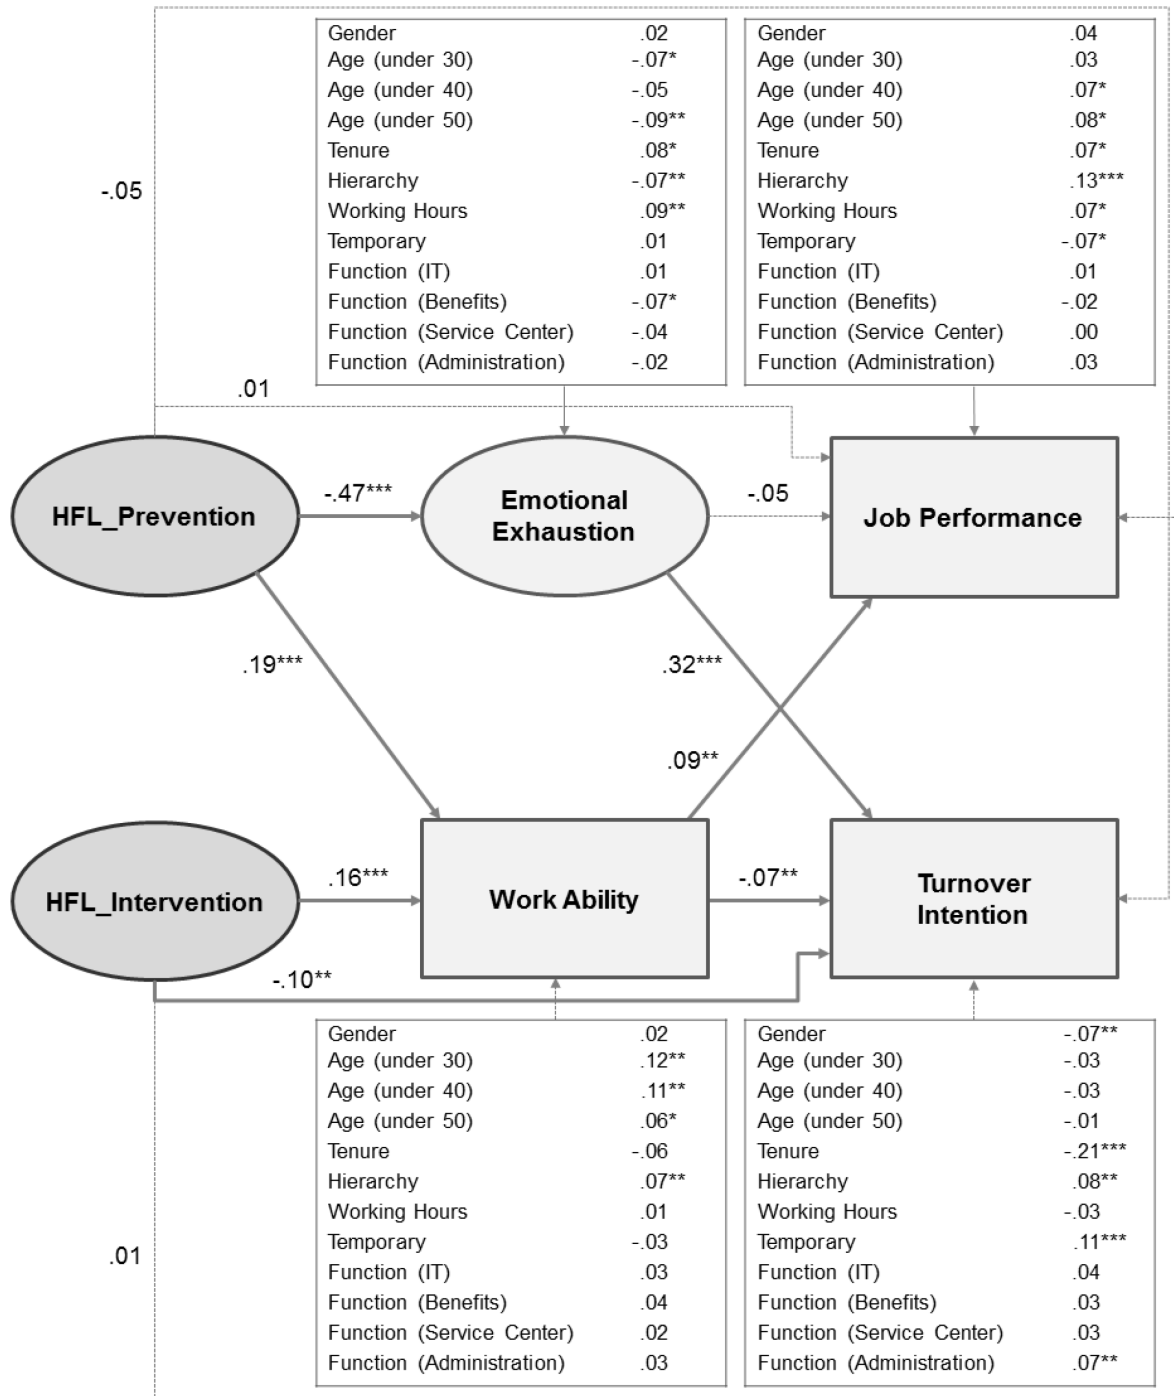 Gender .02
Age (under 30) -.07*
Age (under 40) -.05
Age (under 50) -.09**
Tenure .08*
Hierarchy -.07**
Working Hours .09**
Temporary .01
Function (IT) .01
Function (Benefits) -.07*
Function (Service Center) -.04
Function (Administration) -.02
Gender .04
Age (under 30) .03
Age (under 40) .07*
Age (under 50) .08*
Tenure .07*
Hierarchy .13***
Working Hours .07*
Temporary -.07*
Function (IT) .01
Function (Benefits) -.02
Function (Service Center) .00
Function (Administration) .03
-.05
.01
HFL_Prevention
-.47***
Emotional
Exhaustion
-.05
Job Performance
.19***
.32***
.09**
HFL_Intervention
.16***
Work Ability
-.07**
Turnover
Intention
-.10**
.01
Gender .02
Age (under 30) .12**
Age (under 40) .11**
Age (under 50) .06*
Tenure -.06
Hierarchy .07**
Working Hours .01
Temporary -.03
Function (IT) .03
Function (Benefits) .04
Function (Service Center) .02
Function (Administration) .03
Gender -.07**
Age (under 30) -.03
Age (under 40) -.03
Age (under 50) -.01
Tenure -.21***
Hierarchy .08**
Working Hours -.03
Temporary .11***
Function (IT) .04
Function (Benefits) .03
Function (Service Center) .03
Function (Administration) .07**